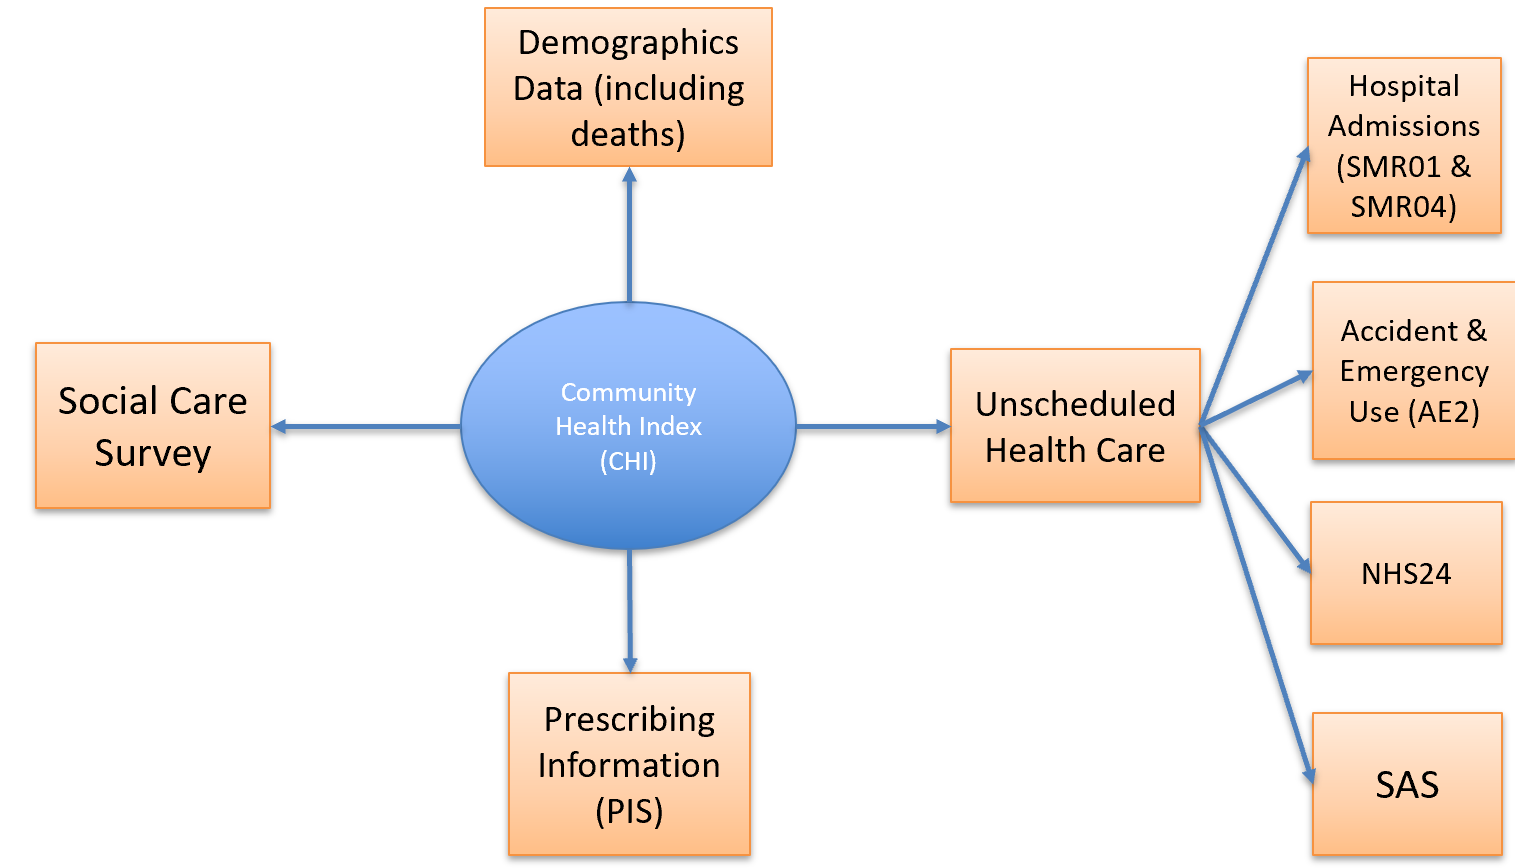 Demographics
Data (including
deaths)
Hospital
Admissions
(SMR01 &
SMR04)
Accident &
Emergency
Use (AE2)
Social Care
Survey
Community
Health Index
(CHI)
Unscheduled
Health Care
NHS24
Prescribing
Information
(PIS)
SAS